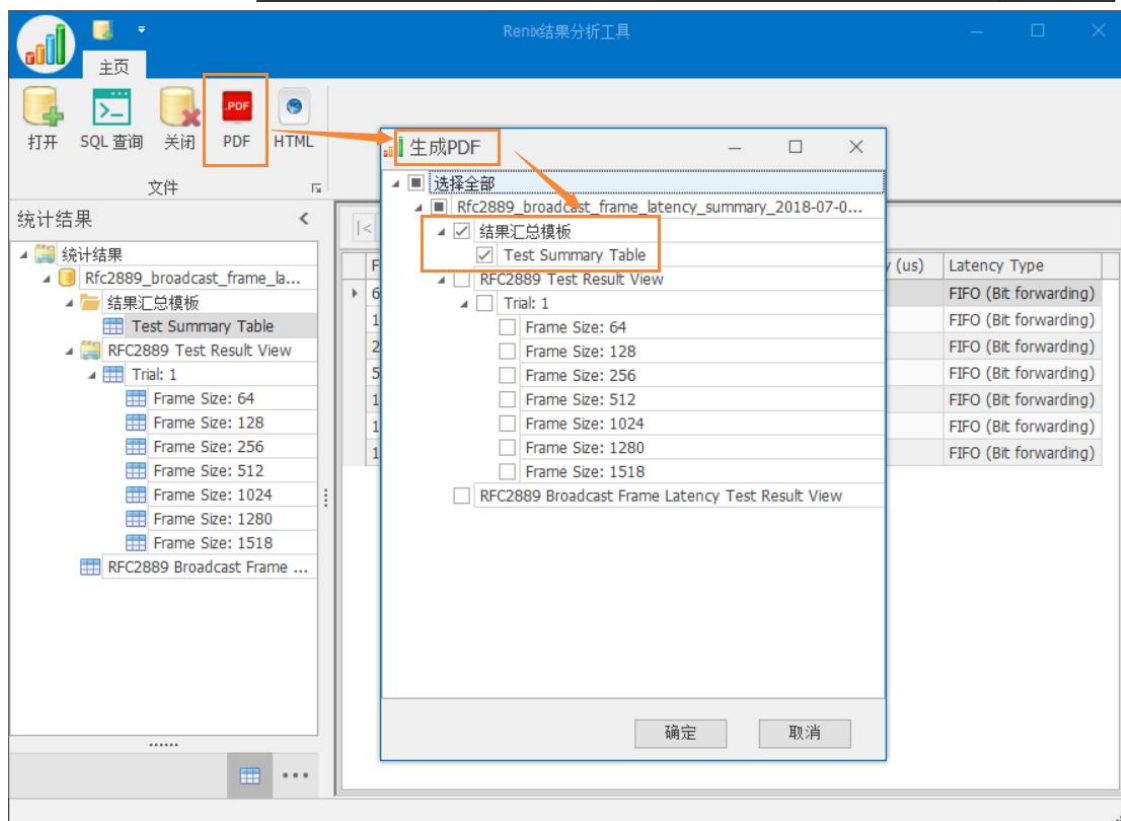 Renix结果分析工具
主页
打开 SQL 查询 关闭 PDF HTML
文件
统计结果
统计结果
Rfc2889_broadcast_frame_la...
结果汇总模板
Test Summary Table
RFC2889 Test Result View
Trial: 1
Frame Size: 64
Frame Size: 128
Frame Size: 256
Frame Size: 512
Frame Size: 1024
Frame Size: 1280
Frame Size: 1518
RFC2889 Broadcast Frame ...
生成PDF
选择全部
Rfc2889_broadcast_frame_latency_summary_2018-07-0...
结果汇总模板
Test Summary Table
RFC2889 Test Result View
Trial: 1
Frame Size: 64
Frame Size: 128
Frame Size: 256
Frame Size: 512
Frame Size: 1024
Frame Size: 1280
Frame Size: 1518
RFC2889 Broadcast Frame Latency Test Result View
确定 取消
(us) Latency Type
FIFO (Bit forwarding)
FIFO (Bit forwarding)
FIFO (Bit forwarding)
FIFO (Bit forwarding)
FIFO (Bit forwarding)
FIFO (Bit forwarding)
FIFO (Bit forwarding)